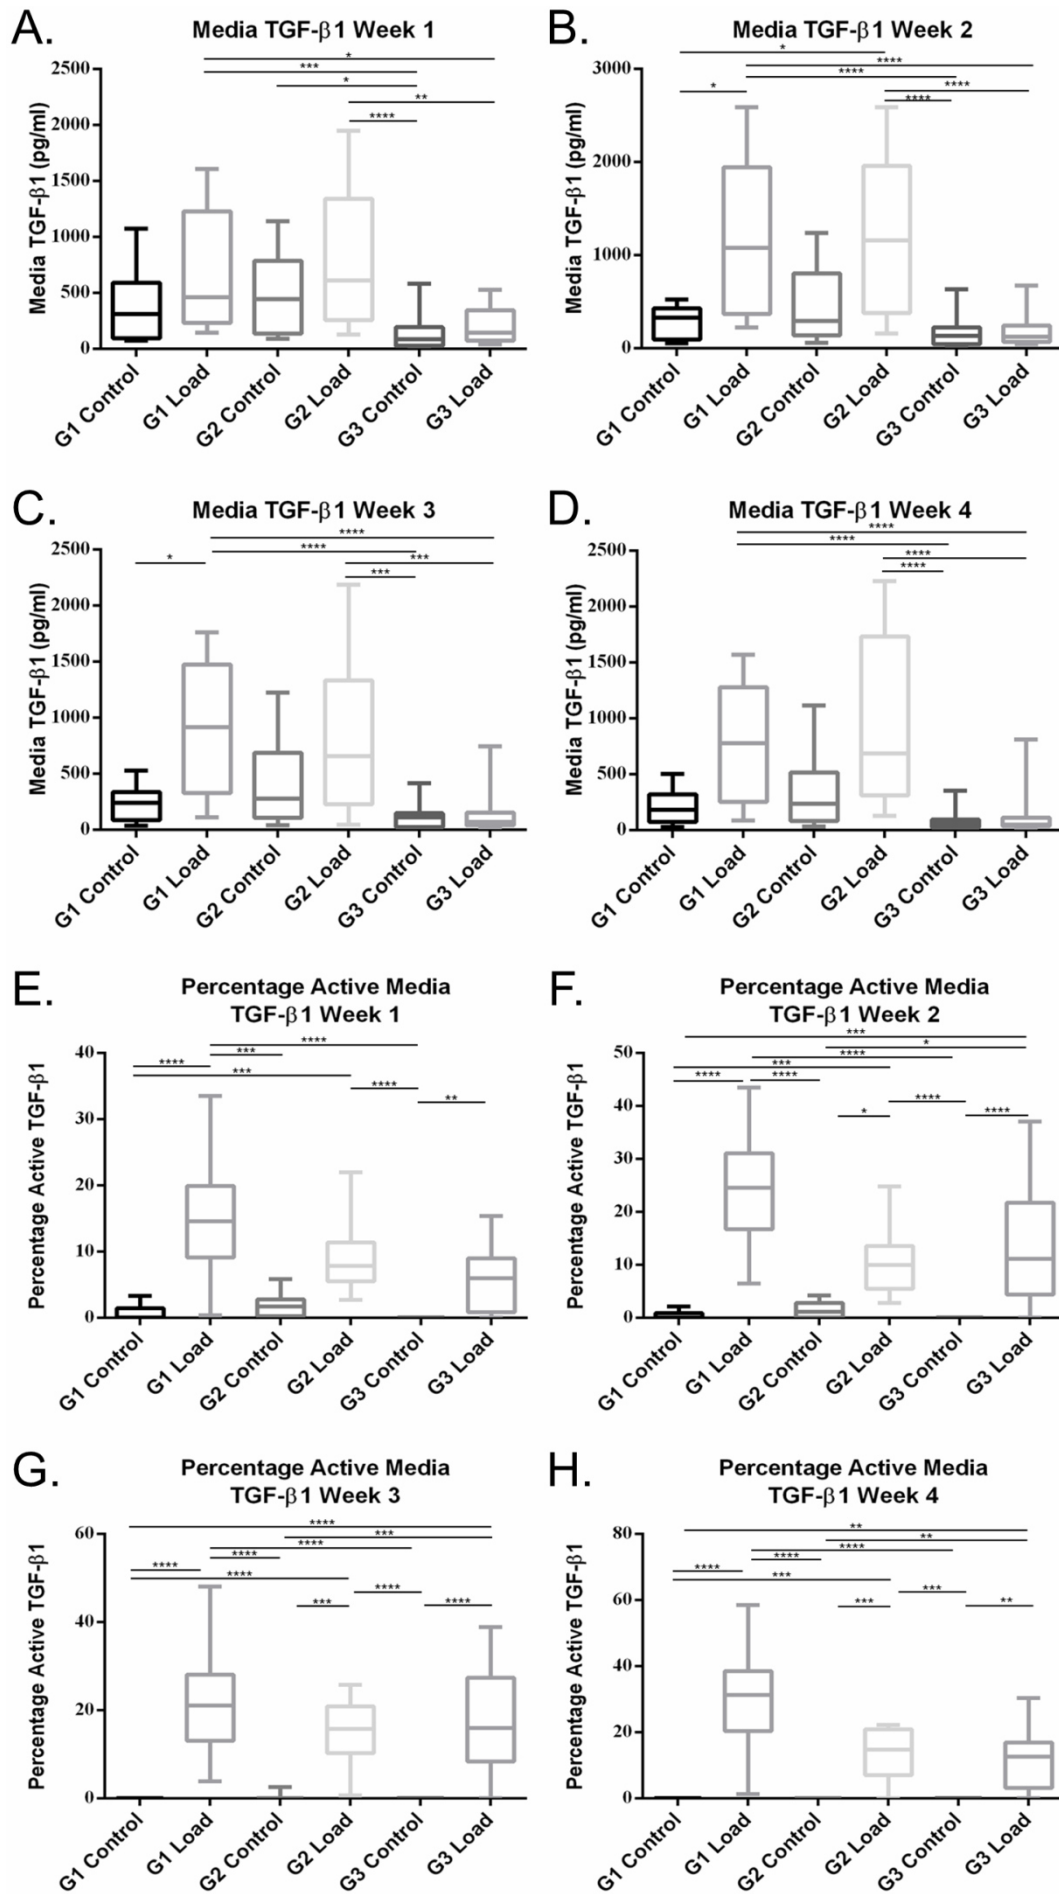 A.
Media TGF-β1 Week 1
Media TGF-β1 (pg/ml)
2500
2000
1500
1000
500
0
*
***
*
**
****
G1 Control
G1 Load
G2 Control
G2 Load
G3 Control
G3 Load
B.
Media TGF-β1 Week 2
Media TGF-β1 (pg/ml)
3000
2000
1000
0
*
****
****
*
****
****
G1 Control
G1 Load
G2 Control
G2 Load
G3 Control
G3 Load
C.
Media TGF-β1 Week 3
Media TGF-β1 (pg/ml)
2500
2000
1500
1000
500
0
****
****
*
***
***
G1 Control
G1 Load
G2 Control
G2 Load
G3 Control
G3 Load
D.
Media TGF-β1 Week 4
Media TGF-β1 (pg/ml)
2500
2000
1500
1000
500
0
****
****
****
****
G1 Control
G1 Load
G2 Control
G2 Load
G3 Control
G3 Load
E.
Percentage Active Media
TGF-β1 Week 1
Percentage Active TGF-β1
40
30
20
10
0
****
***
****
***
****
**
G1 Control
G1 Load
G2 Control
G2 Load
G3 Control
G3 Load
F.
Percentage Active Media
TGF-β1 Week 2
Percentage Active TGF-β1
50
40
30
20
10
0
***
*
****
***
****
****
*
****
****
G1 Control
G1 Load
G2 Control
G2 Load
G3 Control
G3 Load
G.
Percentage Active Media
TGF-β1 Week 3
Percentage Active TGF-β1
60
40
20
0
****
***
****
****
****
****
***
****
****
G1 Control
G1 Load
G2 Control
G2 Load
G3 Control
G3 Load
H.
Percentage Active Media
TGF-β1 Week 4
Percentage Active TGF-β1
80
60
40
20
0
**
**
****
****
****
***
***
***
**
G1 Control
G1 Load
G2 Control
G2 Load
G3 Control
G3 Load